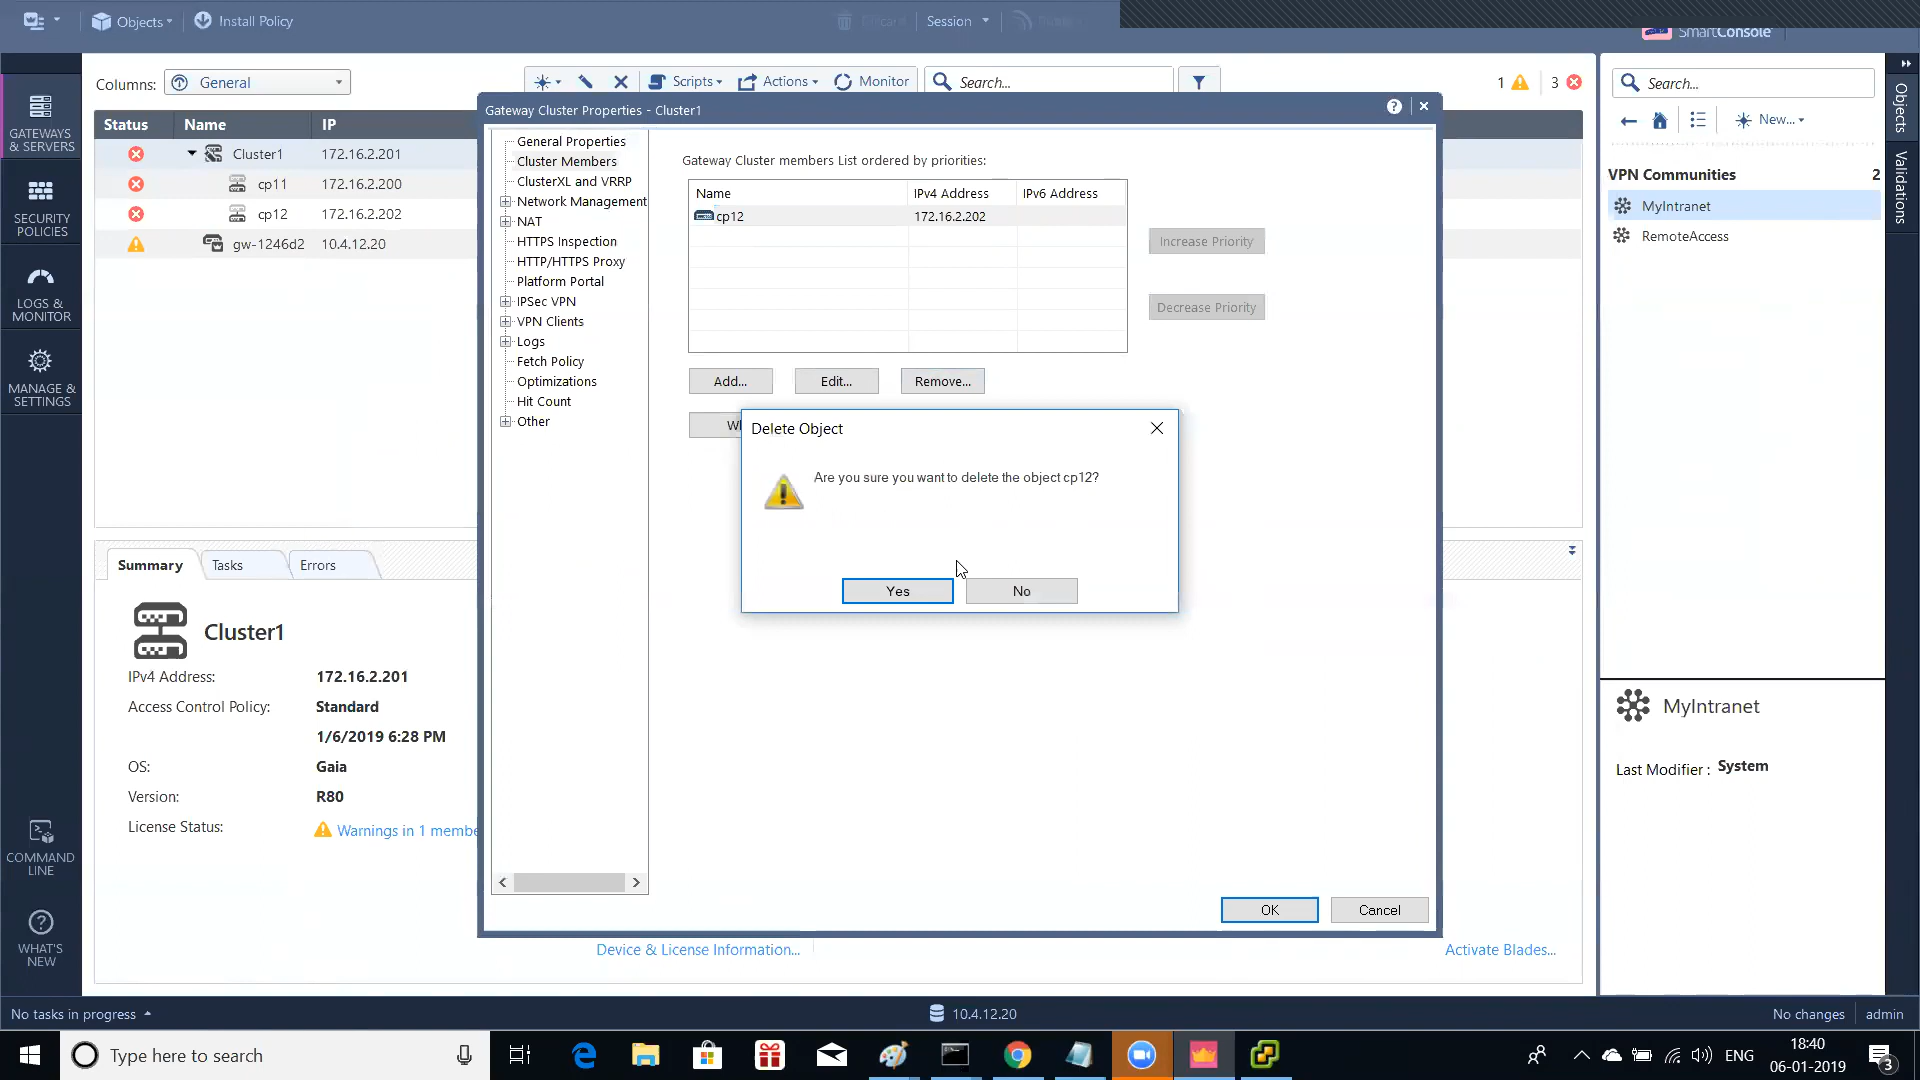 Objects
Install Policy
Discard
Session
SmartConsole
Columns:
General
Scripts
Actions
Monitor
Search...
1
3
Search...
New...
Objects
Validations
GATEWAYS
& SERVERS
SECURITY
POLICIES
LOGS &
MONITOR
MANAGE &
SETTINGS
COMMAND
LINE
WHAT'S
NEW
Status
Name
IP
Cluster1
172.16.2.201
cp11
172.16.2.200
cp12
172.16.2.202
gw-1246d2
10.4.12.20
Gateway Cluster Properties - Cluster1
General Properties
Cluster Members
ClusterXL and VRRP
Network Management
NAT
HTTPS Inspection
HTTP/HTTPS Proxy
Platform Portal
IPSec VPN
VPN Clients
Logs
Fetch Policy
Optimizations
Hit Count
Other
Gateway Cluster members List ordered by priorities:
Name
IPv4 Address
IPv6 Address
cp12
172.16.2.202
Increase Priority
Decrease Priority
Add...
Edit...
Remove...
Delete Object
Are you sure you want to delete the object cp12?
Yes
No
OK
Cancel
VPN Communities
2
MyIntranet
RemoteAccess
MyIntranet
Last Modifier :
System
Summary
Tasks
Errors
Cluster1
IPv4 Address:
172.16.2.201
Access Control Policy:
Standard
1/6/2019 6:28 PM
OS:
Gaia
Version:
R80
License Status:
Warnings in 1 membe
Device & License Information...
Activate Blades...
No tasks in progress
10.4.12.20
No changes
admin
Type here to search
ENG
18:40
06-01-2019
3